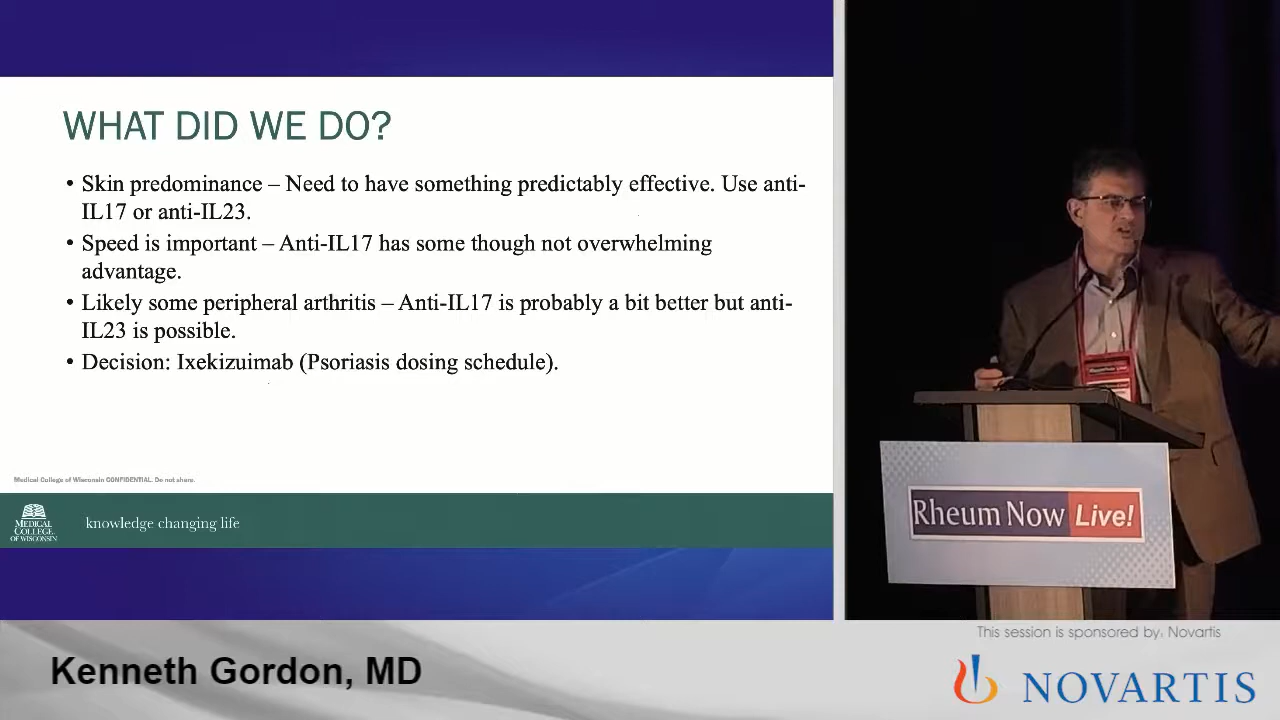 WHAT DID WE DO?
• Skin predominance – Need to have something predictably effective. Use anti-
IL17 or anti-IL23.
• Speed is important – Anti-IL17 has some though not overwhelming
advantage.
• Likely some peripheral arthritis – Anti-IL17 is probably a bit better but anti-
IL23 is possible.
• Decision: Ixekizuimab (Psoriasis dosing schedule).
Medical College of Wisconsin CONFIDENTIAL. Do not share.
MEDICAL
COLLEGE
OF WISCONSIN
knowledge changing life
Rheum Now Live!
This session is sponsored by: Novartis
Kenneth Gordon, MD
NOVARTIS